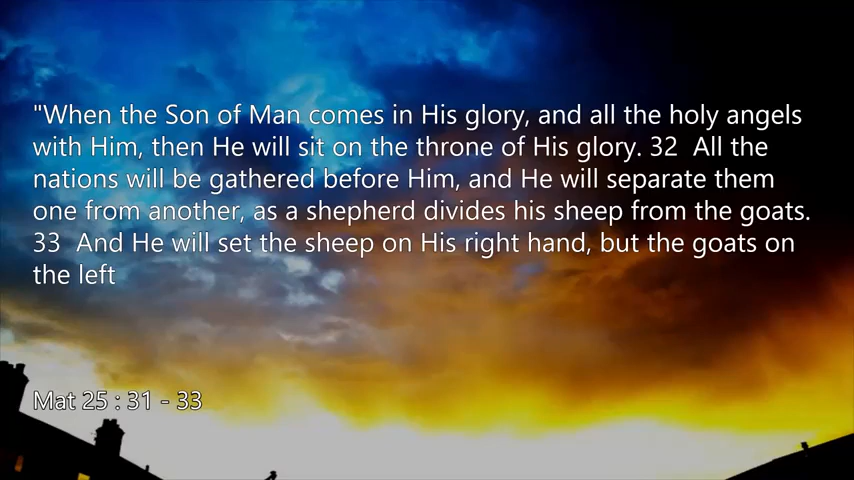 "When the Son of Man comes in His glory, and all the holy angels
with Him, then He will sit on the throne of His glory. 32  All the
nations will be gathered before Him, and He will separate them
one from another, as a shepherd divides his sheep from the goats.
33  And He will set the sheep on His right hand, but the goats on
the left
Mat 25 : 31 - 33